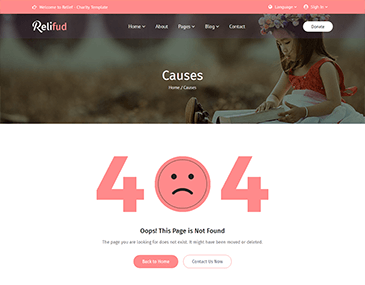 Welcome to Relief - Charity Template
Language
Sign In
Relifud
Home
About
Pages
Blog
Contact
Donate
Causes
Home / Causes
4 4
Oops! This Page is Not Found
The page you are looking for does not exist. It might have been moved or deleted.
Back to Home
Contact Us Now